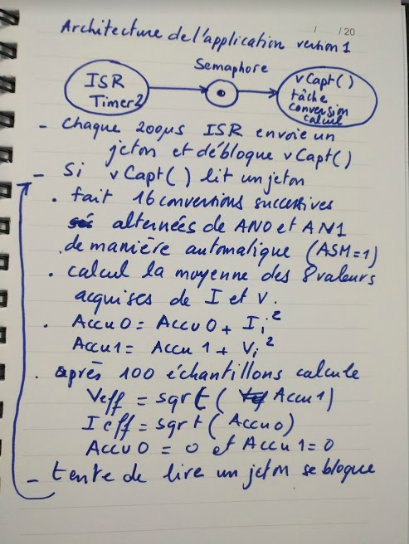 / /20
Architecture de l'application version 1
Semaphore
ISR
Timer2
vCapt()
tâche
conversion
calcul
- chaque 200µs ISR envoie un
jeton et débloque vCapt()
- Si vCapt() lit un jeton
. fait 16 conversions successives
alternées de AN0 et AN1
de manière automatique (ASM=1)
. calcul la moyenne des 8 valeurs
acquises de I et V.
. Accu0 = Accu0 + Ii²
Accu1 = Accu1 + Vi²
. après 100 échantillons calcule
Veff = sqrt (Accu1)
Ieff = sqrt (Accu0)
Accu0 = 0 et Accu1 = 0
- tente de lire un jeton se bloque